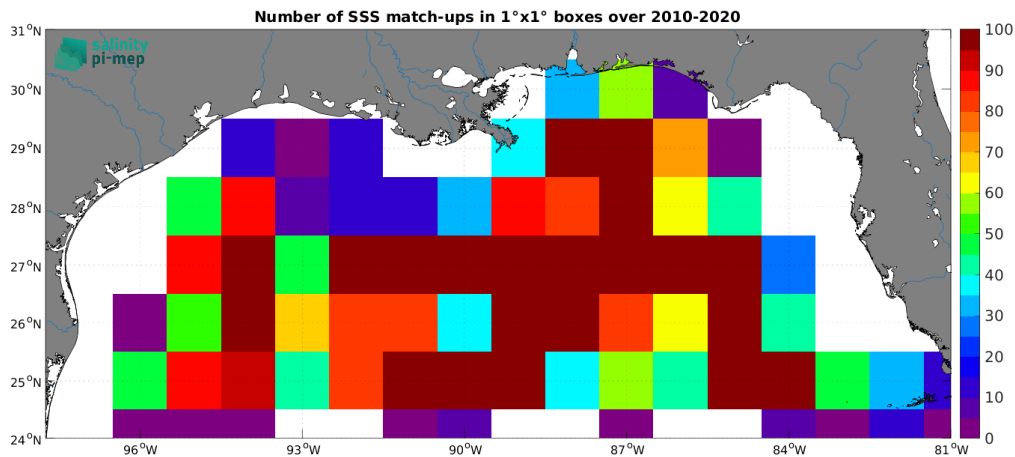 Number of SSS match-ups in 1°x1° boxes over 2010-2020
salinity
pi-mep
31°N
30°N
29°N
28°N
27°N
26°N
25°N
24°N
96°W 93°W 90°W 87°W 84°W 81°W
100
90
80
70
60
50
40
30
20
10
0